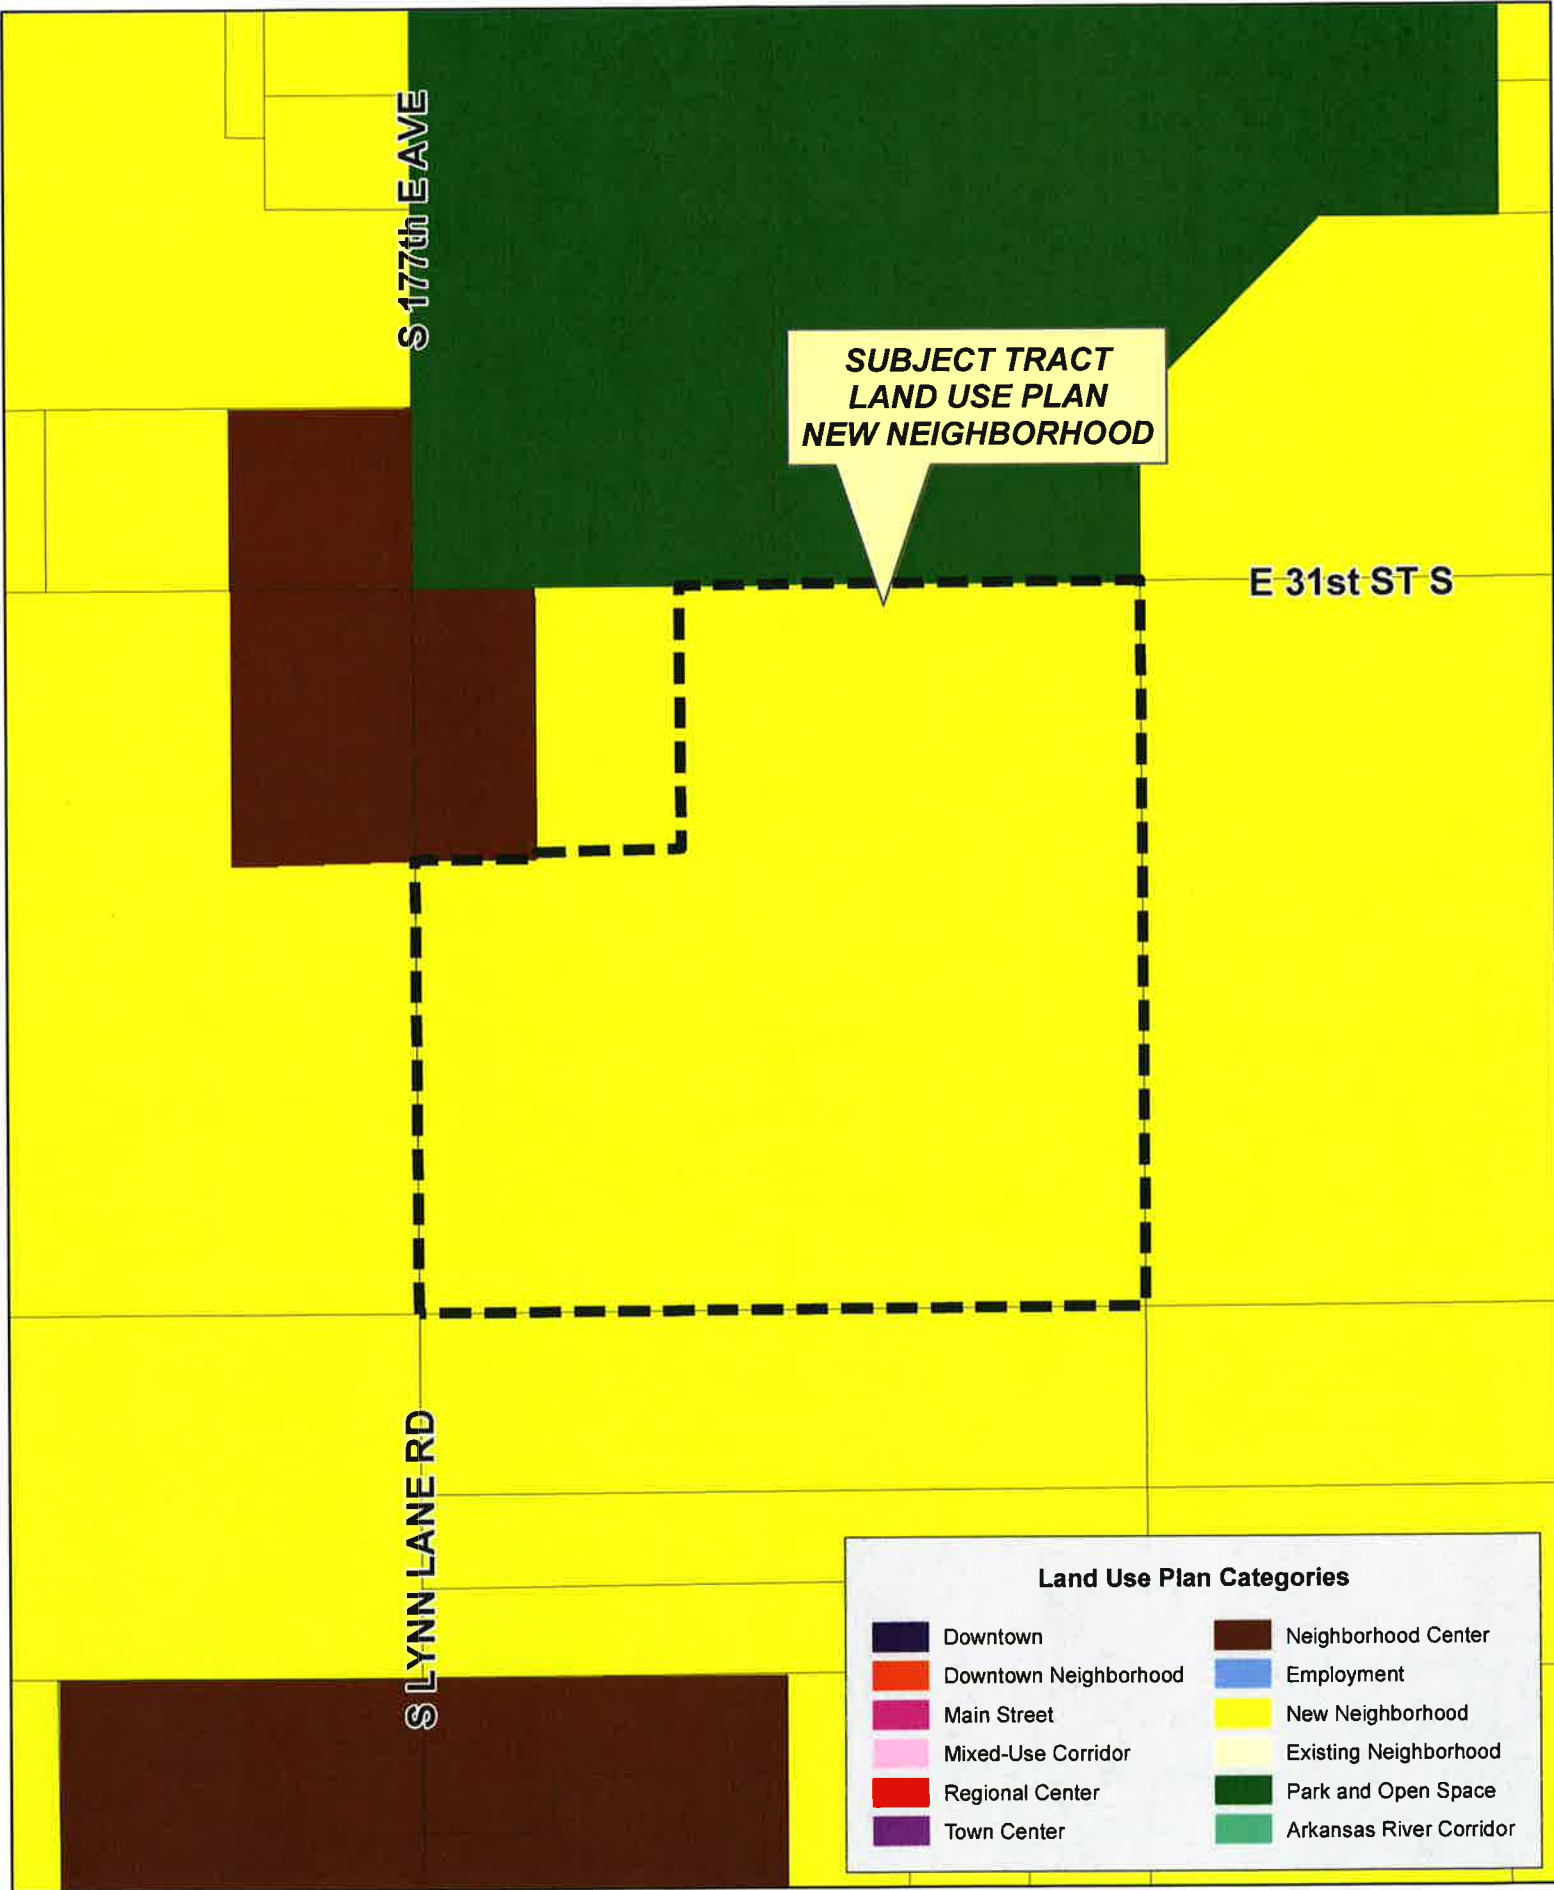 S 177th E AVE
SUBJECT TRACT
LAND USE PLAN
NEW NEIGHBORHOOD
E 31st ST S
S LYNN LANE RD
Land Use Plan Categories
Downtown
Downtown Neighborhood
Main Street
Mixed-Use Corridor
Regional Center
Town Center
Neighborhood Center
Employment
New Neighborhood
Existing Neighborhood
Park and Open Space
Arkansas River Corridor